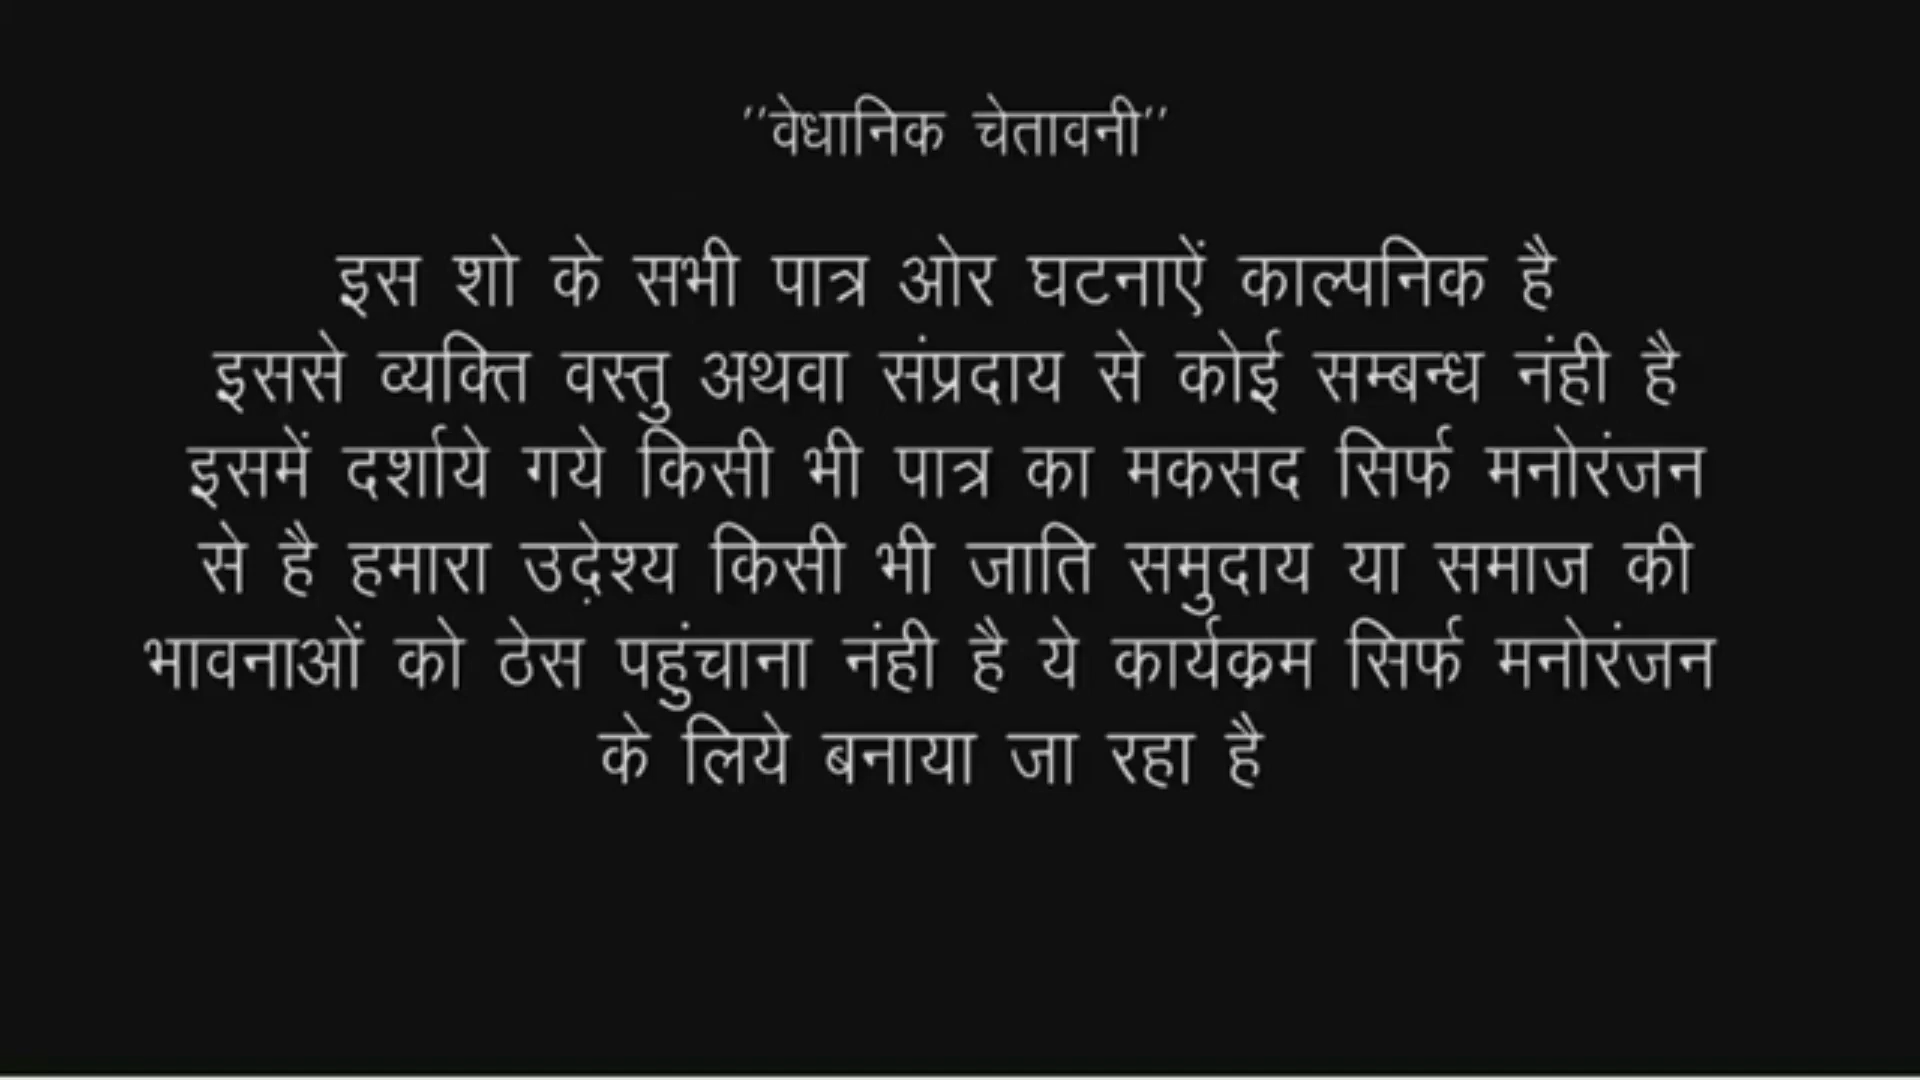 "वेधानिक चेतावनी"
इस शो के सभी पात्र ओर घटनाऐं काल्पनिक है
इससे व्यक्ति वस्तु अथवा संप्रदाय से कोई सम्बन्ध नंही है
इसमें दर्शाये गये किसी भी पात्र का मकसद सिर्फ मनोरंजन
से है हमारा उद़ेश्य किसी भी जाति समुदाय या समाज की
भावनाओं को ठेस पहुंचाना नंही है ये कार्यक्रम सिर्फ मनोरंजन
के लिये बनाया जा रहा है